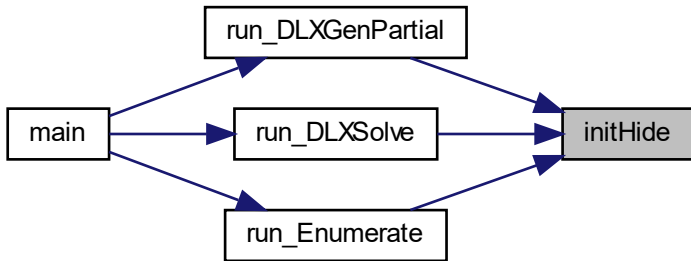 run_DLXGenPartial
main
run_DLXSolve
initHide
run_Enumerate